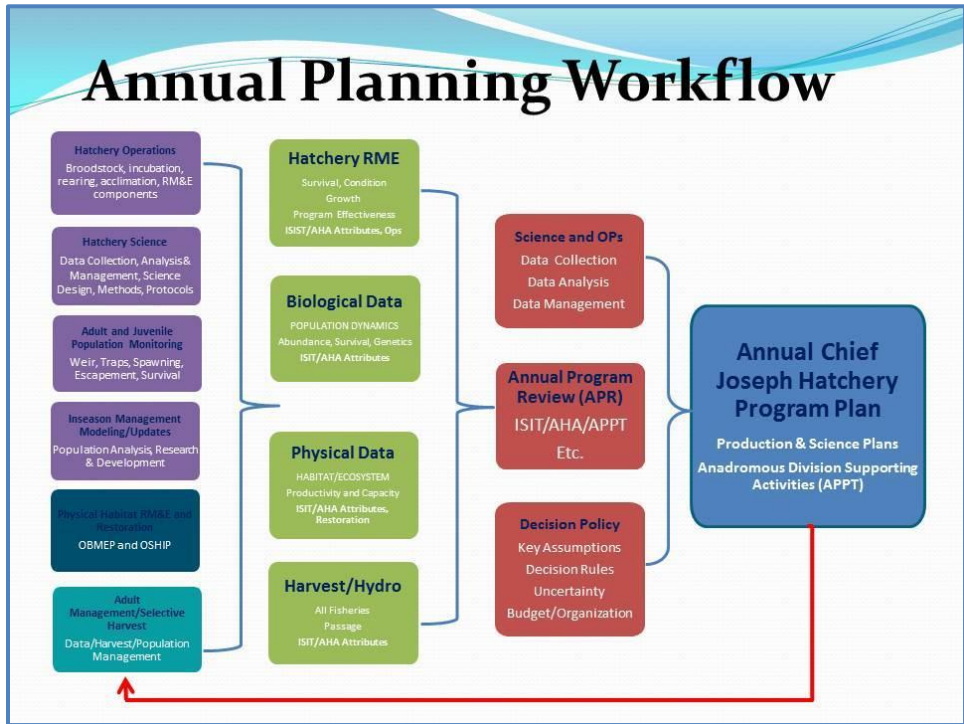 Annual Planning Workflow
Hatchery Operations
Broodstock, incubation,
rearing, acclimation, RM&E
components
Hatchery Science
Data Collection, Analysis&
Management, Science
Design, Methods, Protocols
Adult and Juvenile
Population Monitoring
Weir, Traps, Spawning,
Escapement, Survival
Inseason Management
Modeling/Updates
Population Analysis, Research
& Development
Physical Habitat RM&E and
Restoration
OBMEP and OSHIP
Adult
Management/Selective
Harvest
Data/Harvest/Population
Management
Hatchery RME
Survival, Condition
Growth
Program Effectiveness
ISIST/AHA Attributes, Ops
Biological Data
POPULATION DYNAMICS
Abundance, Survival, Genetics
ISIT/AHA Attributes
Physical Data
HABITAT/ECOSYSTEM
Productivity and Capacity
ISIT/AHA Attributes,
Restoration
Harvest/Hydro
All Fisheries
Passage
ISIT/AHA Attributes
Science and OPs
Data Collection
Data Analysis
Data Management
Annual Program
Review (APR)
ISIT/AHA/APPT
Etc.
Decision Policy
Key Assumptions
Decision Rules
Uncertainty
Budget/Organization
Annual Chief
Joseph Hatchery
Program Plan
Production & Science Plans
Anadromous Division Supporting
Activities (APPT)